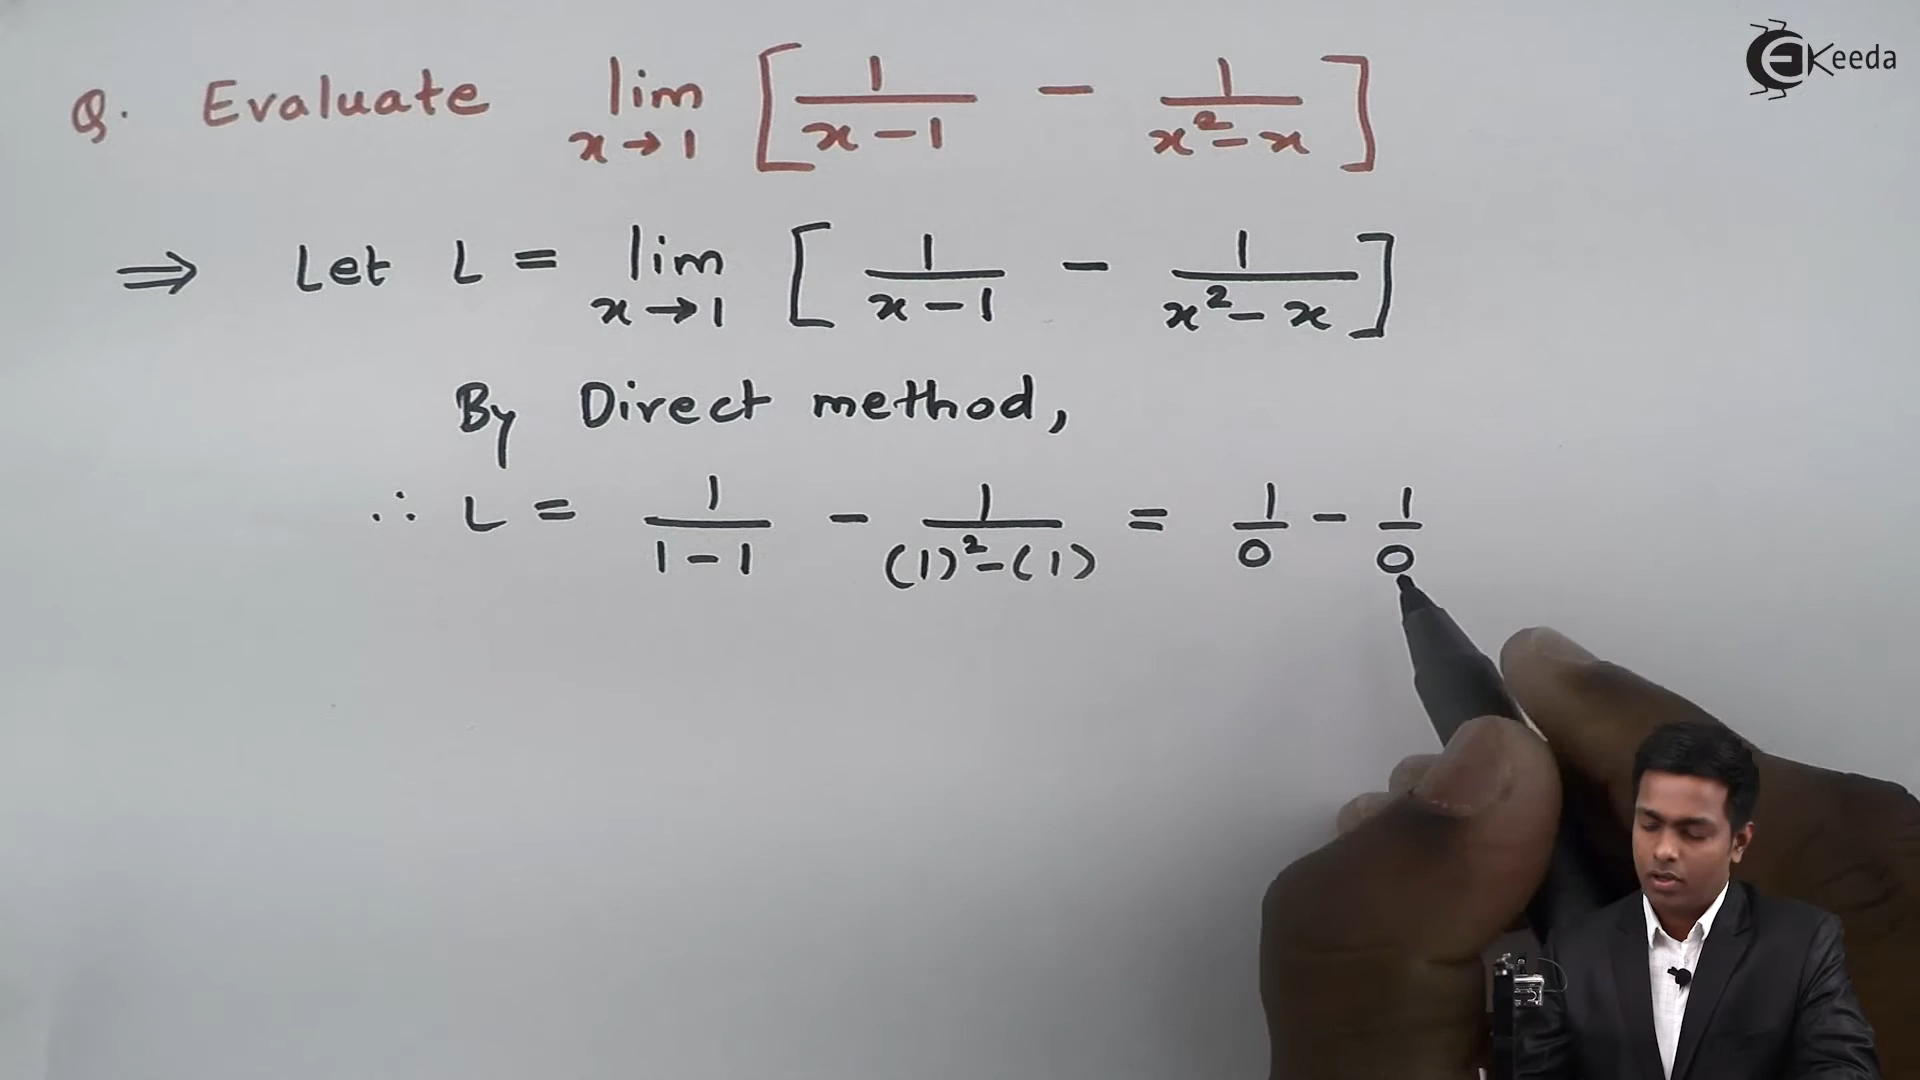 Keeda
Q. Evaluate lim x→1 [ 1/(x-1) - 1/(x²-x) ]
⇒ Let L = lim x→1 [ 1/(x-1) - 1/(x²-x) ]
By Direct method,
∴ L = 1/(1-1) - 1/((1)²-(1)) = 1/0 - 1/0